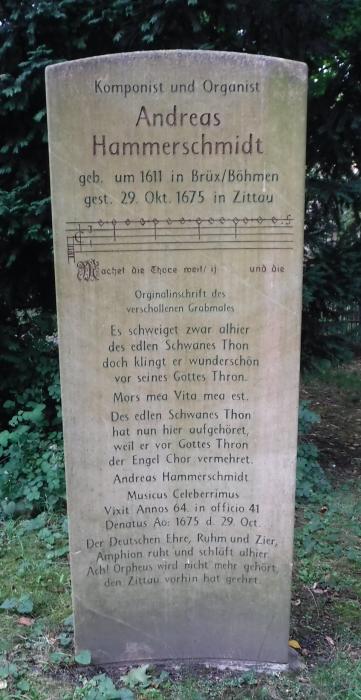 Komponist und Organist
Andreas
Hammerschmidt
geb. um 1611 in Brüx/Böhmen
gest. 29. Okt. 1675 in Zittau
Machet die Thore weit/ ij und die
Orginalinschrift des
verschollenen Grabmales
Es schweiget zwar alhier
des edlen Schwanes Thon
doch klingt er wunderschön
vor seines Gottes Thron.
Mors mea Vita mea est.
Des edlen Schwanes Thon
hat nun hier aufgehöret,
weil er vor Gottes Thron
der Engel Chor vermehret.
Andreas Hammerschmidt
Musicus Celeberrimus
Vixit Annos 64. in officio 41
Denatus Ao: 1675 d. 29. Oct.
Der Deutschen Ehre, Ruhm und Zier,
Amphion ruht und schläft alhier
Ach! Orpheus wird nicht mehr gehört,
den Zittau vorhin hat geehrt.